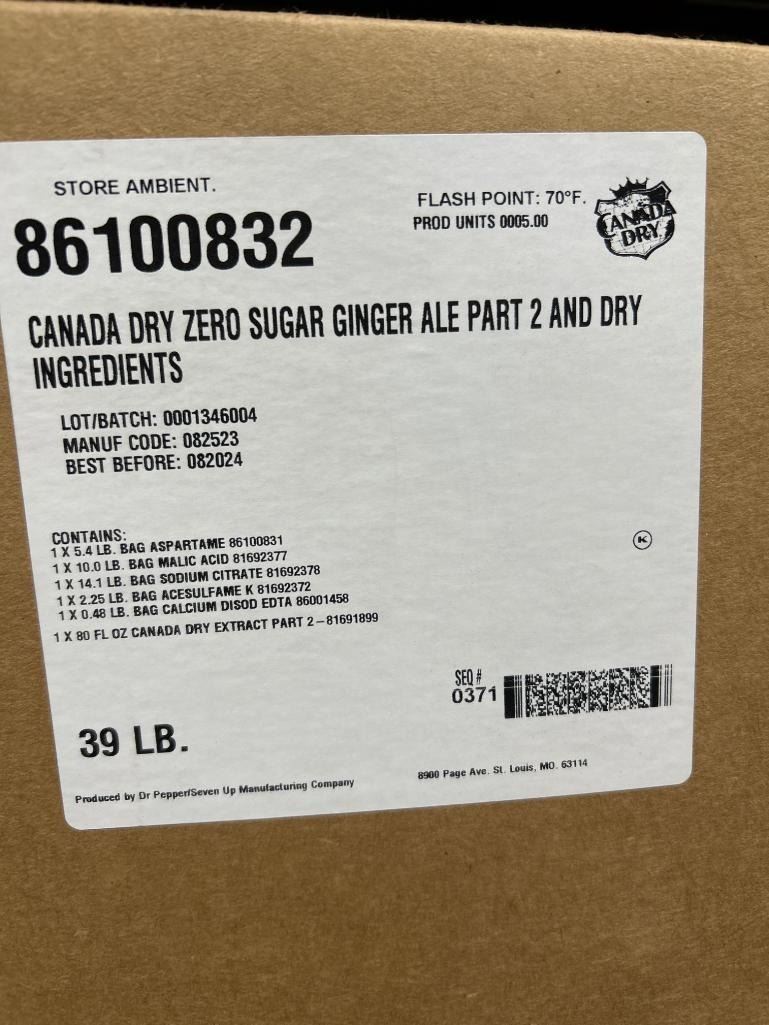 STORE AMBIENT.
FLASH POINT: 70°F.
86100832
PROD UNITS 0005.00
CANADA
DRY
CANADA DRY ZERO SUGAR GINGER ALE PART 2 AND DRY
INGREDIENTS
LOT/BATCH: 0001346004
MANUF CODE: 082523
BEST BEFORE: 082024
CONTAINS:
1 X 5.4 LB. BAG ASPARTAME 86100831
1 X 10.0 LB. BAG MALIC ACID 81692377
1 X 14.1 LB. BAG SODIUM CITRATE 81692378
1 X 2.25 LB. BAG ACESULFAME K 81692372
1 X 0.48 LB. BAG CALCIUM DISOD EDTA 86001458
1 X 80 FL OZ CANADA DRY EXTRACT PART 2-81691899
K
SEQ #
0371
39 LB.
Produced by Dr Pepper/Seven Up Manufacturing Company
8900 Page Ave. St. Louis, MO. 63114